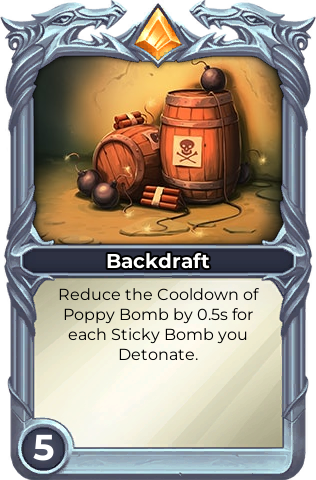 Backdraft
Reduce the Cooldown of
Poppy Bomb by 0.5s for
each Sticky Bomb you
Detonate.
5